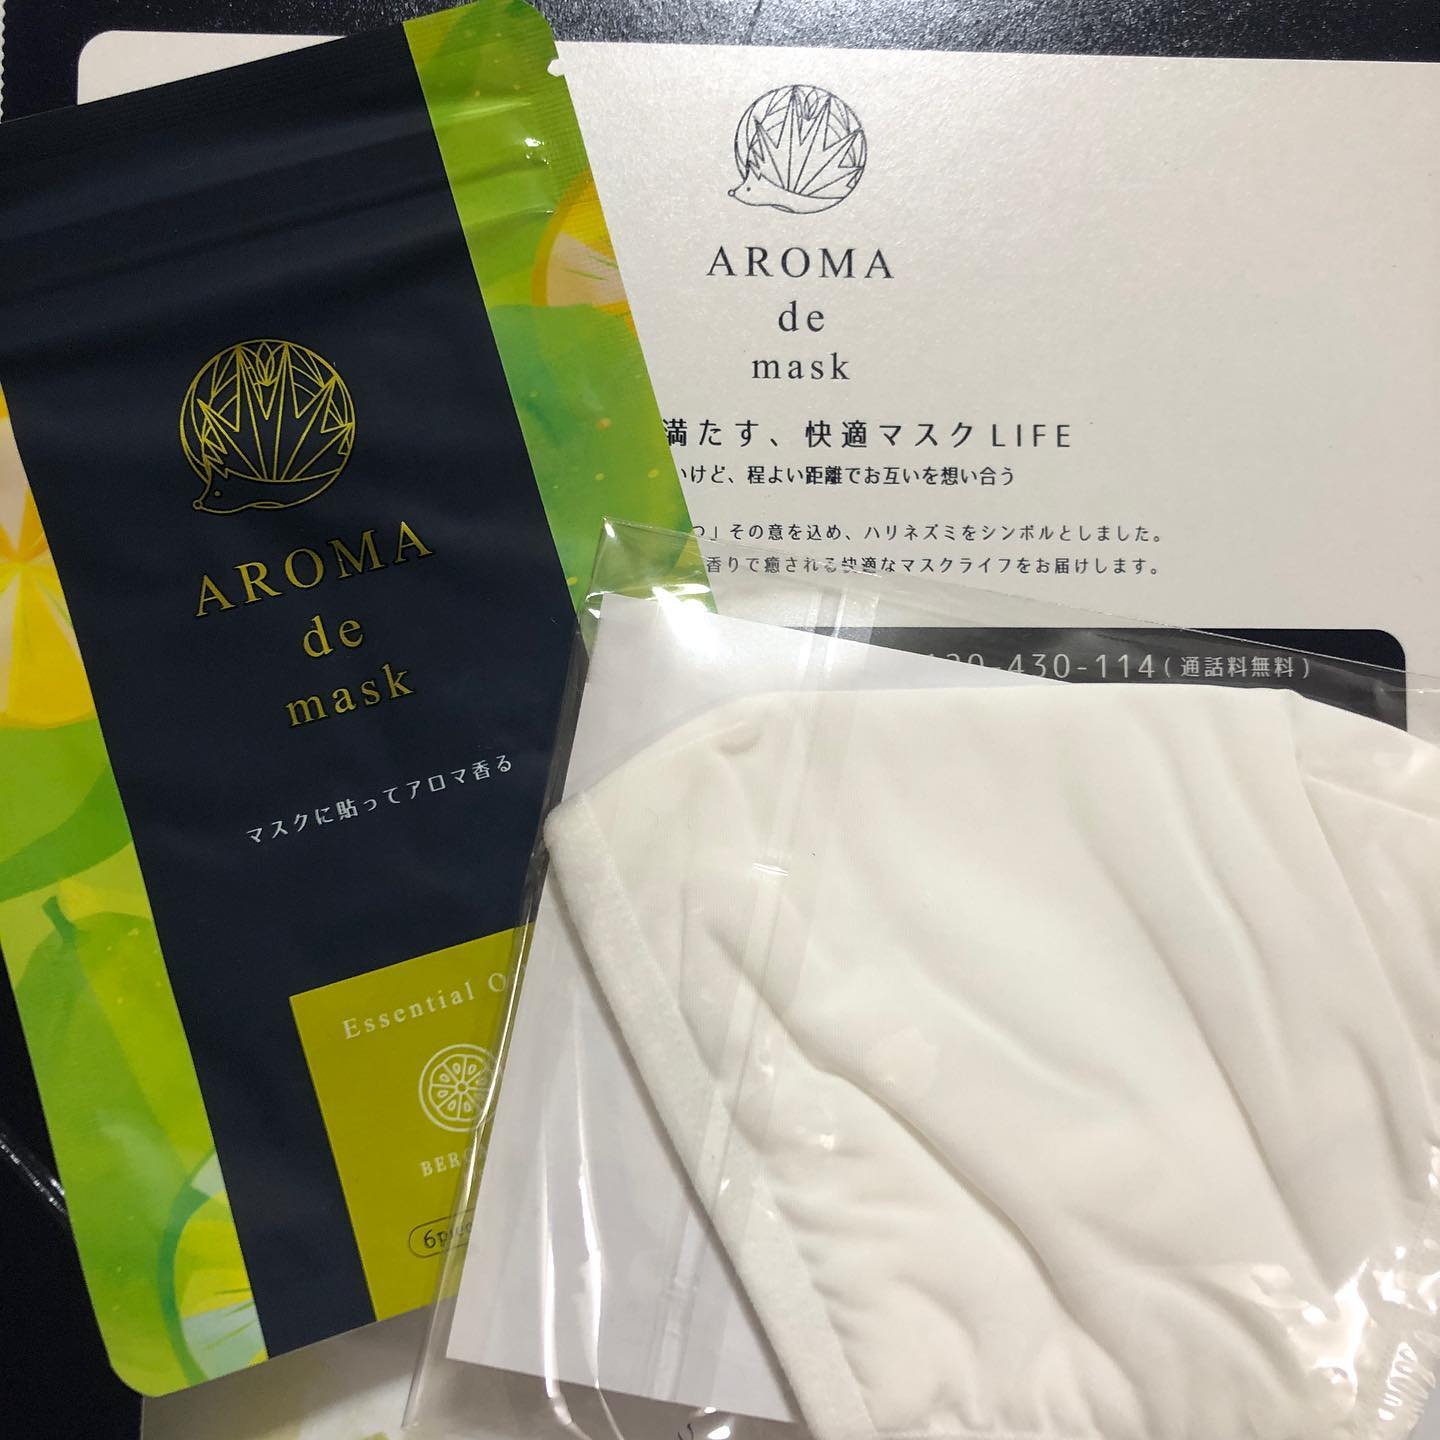 AROMA
de
mask
マスクに貼ってアロマ香る
Essential
AROMA
de
mask
満たす、快適マスクLIFE
けど、程よい距離でお互いを想い合う
つ」その意を込め、ハリネズミをシンボルとしました。
香りで癒される快適なマスクライフをお届けします。
-430-114(通話料無料)